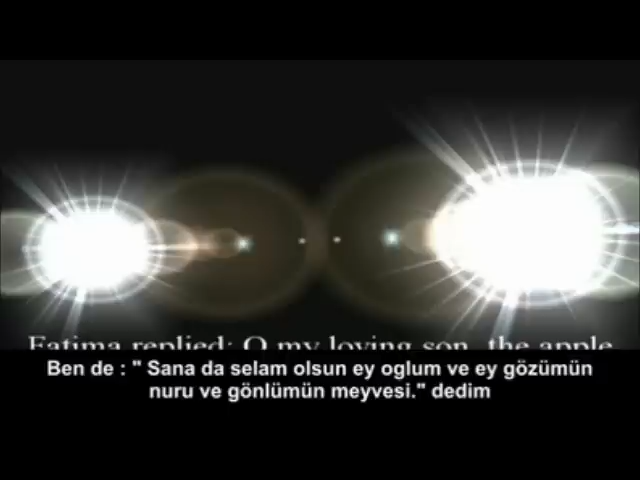 Fatima replied: O my loving son, the apple
Ben de : " Sana da selam olsun ey oglum ve ey gözümün
nuru ve gönlümün meyvesi." dedim